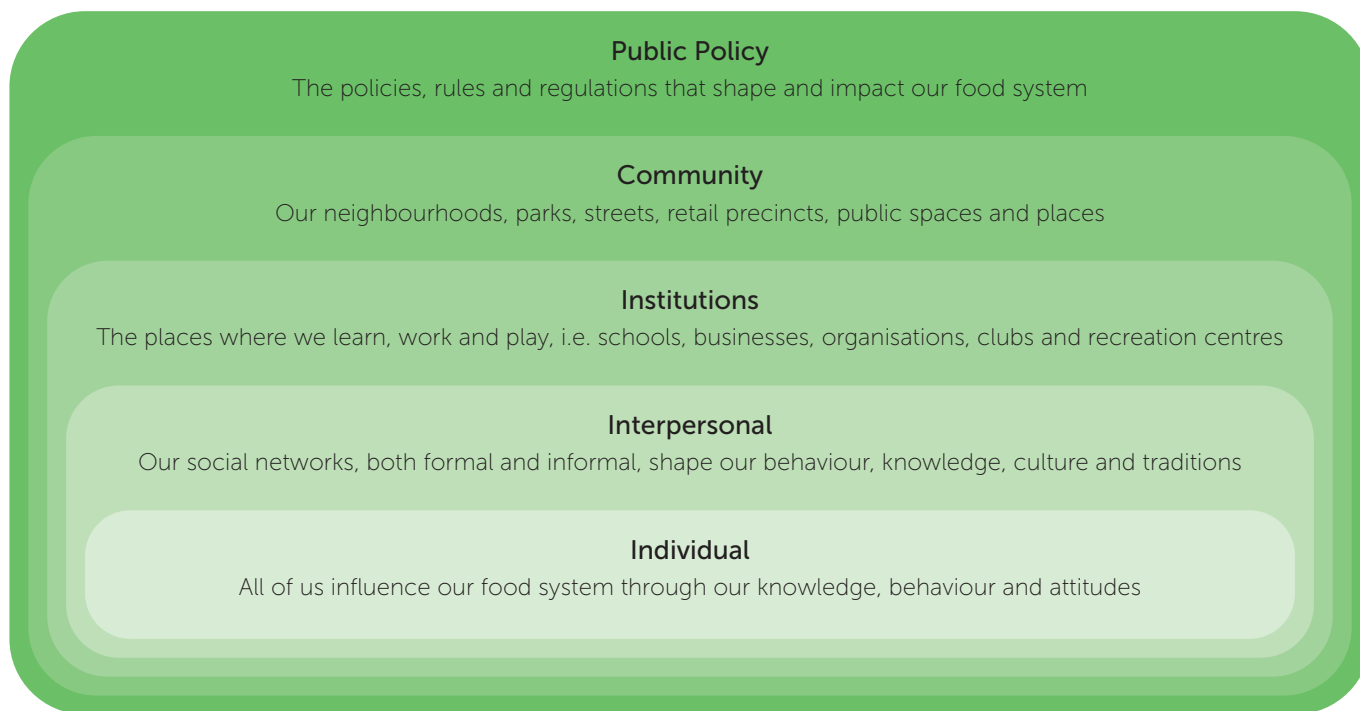 Public Policy
The policies, rules and regulations that shape and impact our food system
Community
Our neighbourhoods, parks, streets, retail precincts, public spaces and places
Institutions
The places where we learn, work and play, i.e. schools, businesses, organisations, clubs and recreation centres
Interpersonal
Our social networks, both formal and informal, shape our behaviour, knowledge, culture and traditions
Individual
All of us influence our food system through our knowledge, behaviour and attitudes